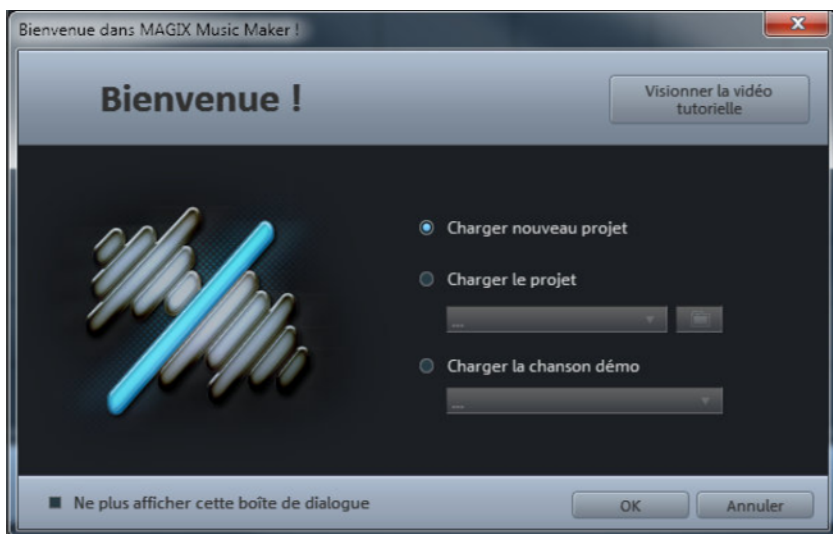 Bienvenue dans MAGIX Music Maker !
Bienvenue !
Visionner la vidéo
tutorielle
Charger nouveau projet
Charger le projet
...
Charger la chanson démo
...
Ne plus afficher cette boîte de dialogue
OK
Annuler